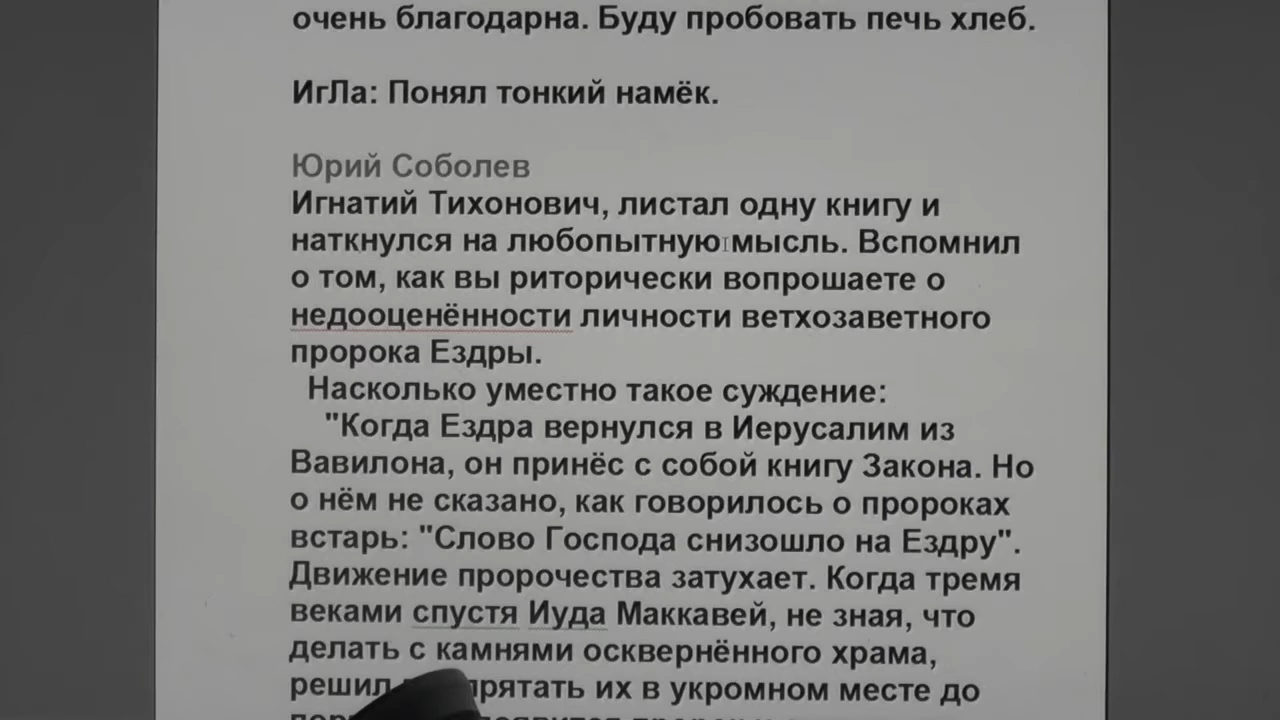 очень благодарна. Буду пробовать печь хлеб.
ИгЛа: Понял тонкий намёк.
Юрий Соболев
Игнатий Тихонович, листал одну книгу и
наткнулся на любопытную мысль. Вспомнил
о том, как вы риторически вопрошаете о
недооценённости личности ветхозаветного
пророка Ездры.
Насколько уместно такое суждение:
"Когда Ездра вернулся в Иерусалим из
Вавилона, он принёс с собой книгу Закона. Но
о нём не сказано, как говорилось о пророках
встарь: "Слово Господа снизошло на Ездру".
Движение пророчества затухает. Когда тремя
веками спустя Иуда Маккавей, не зная, что
делать с камнями осквернённого храма,
решил их в укромном месте до